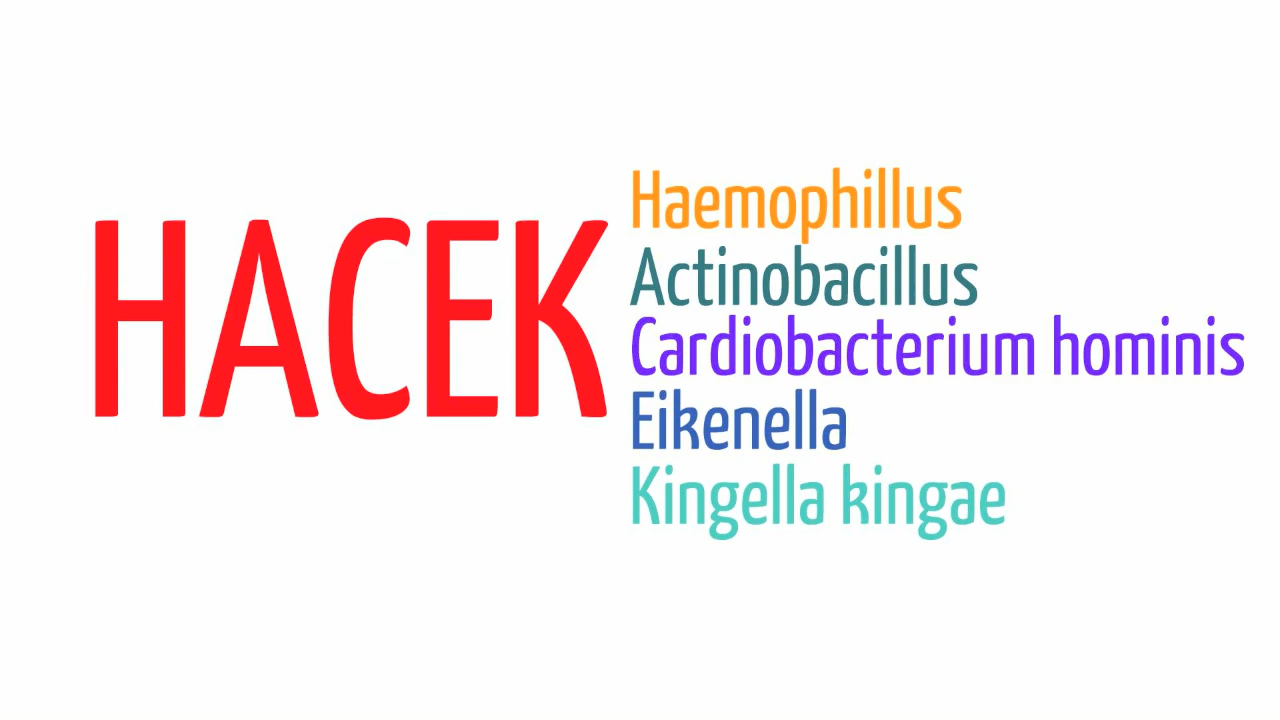 HACEK
Haemophillus
Actinobacillus
Cardiobacterium hominis
Eikenella
Kingella kingae